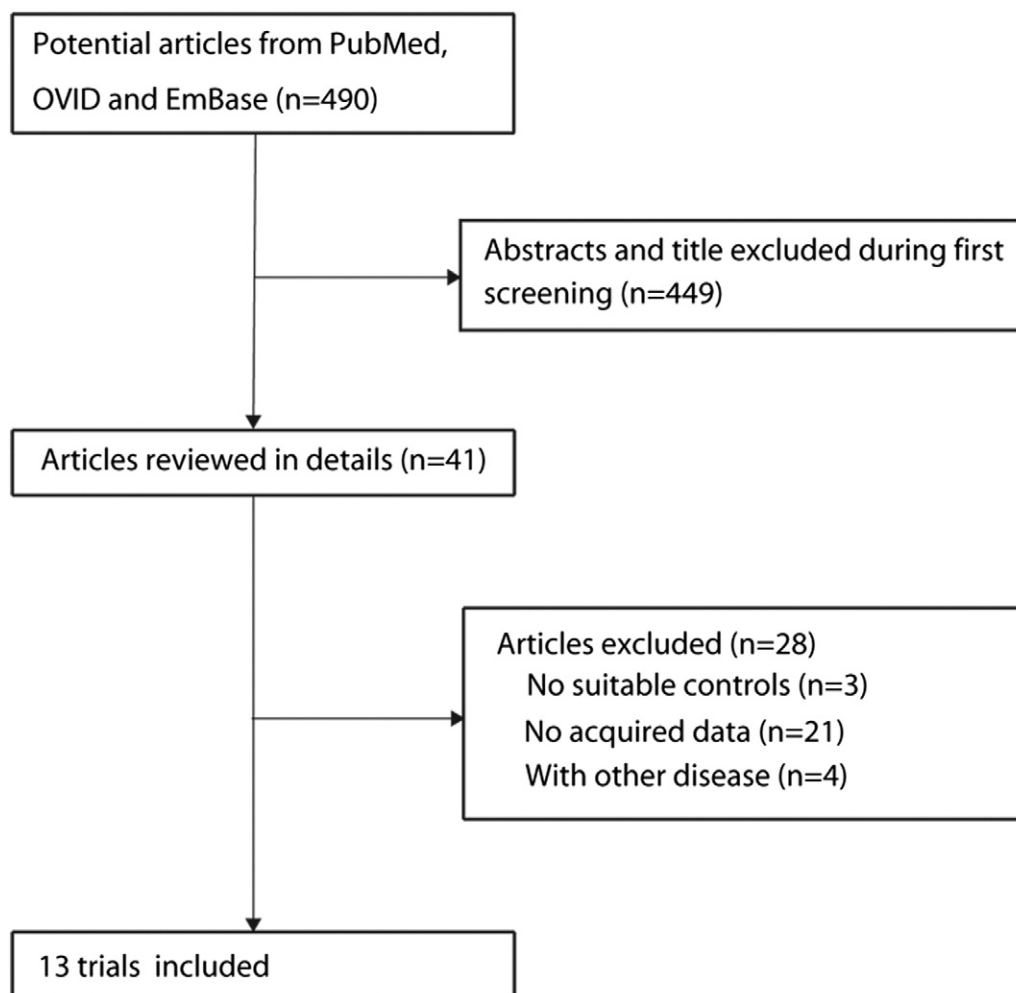 Potential articles from PubMed,
OVID and EmBase (n=490)
Abstracts and title excluded during first
screening (n=449)
Articles reviewed in details (n=41)
Articles excluded (n=28)
No suitable controls (n=3)
No acquired data (n=21)
With other disease (n=4)
13 trials included